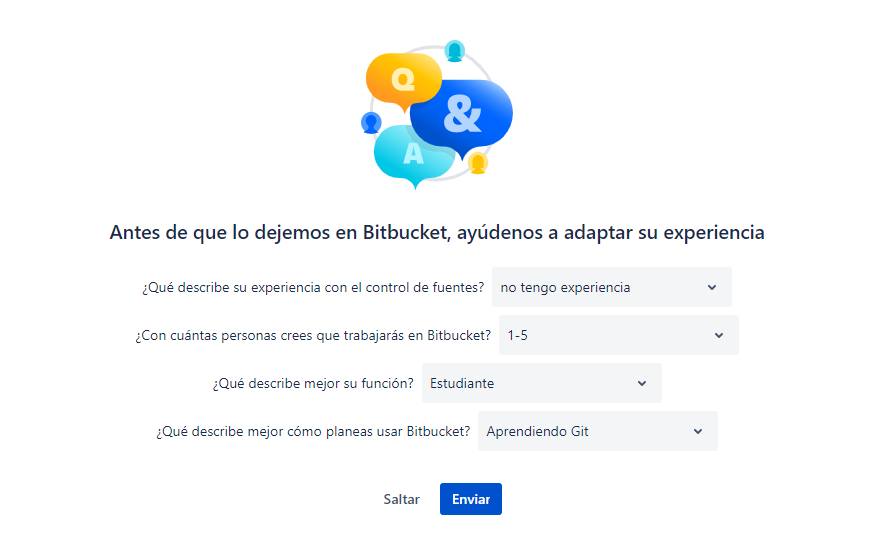 Q
&
A
Antes de que lo dejemos en Bitbucket, ayúdenos a adaptar su experiencia
¿Qué describe su experiencia con el control de fuentes? no tengo experiencia
¿Con cuántas personas crees que trabajarás en Bitbucket? 1-5
¿Qué describe mejor su función? Estudiante
¿Qué describe mejor cómo planeas usar Bitbucket? Aprendiendo Git
Saltar Enviar